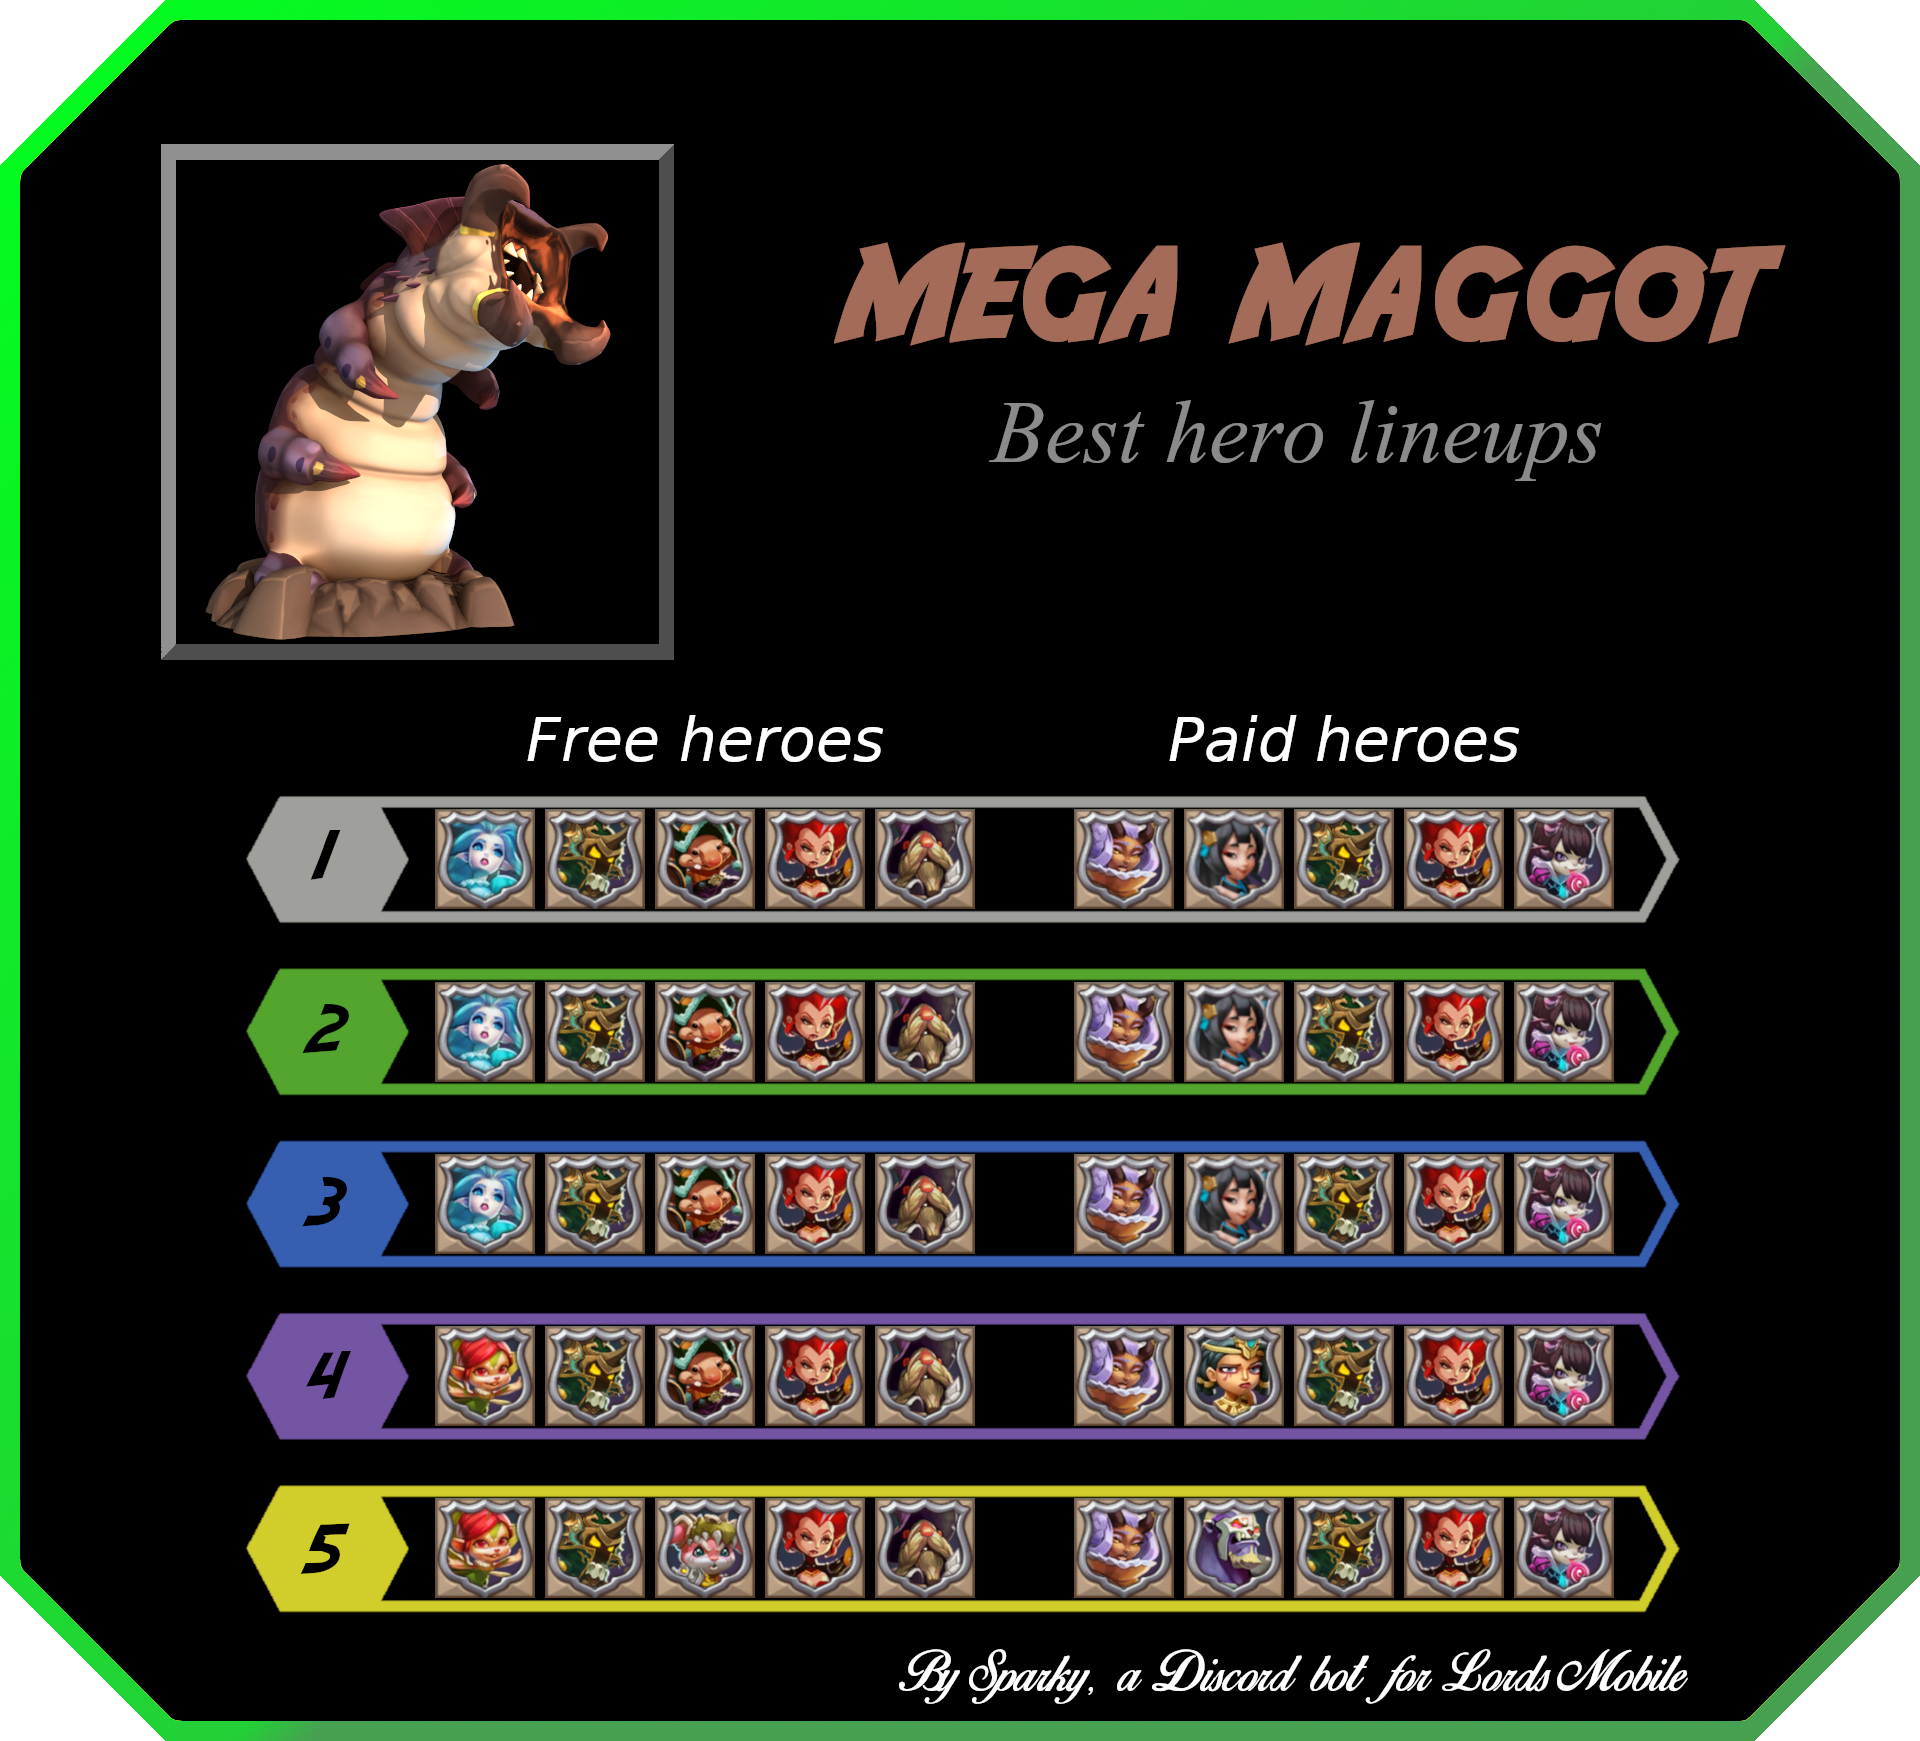 MEGA MAGGOT
Best hero lineups
Free heroes Paid heroes
1
2
3
4
5
By Sparky, a Discord bot for Lords Mobile